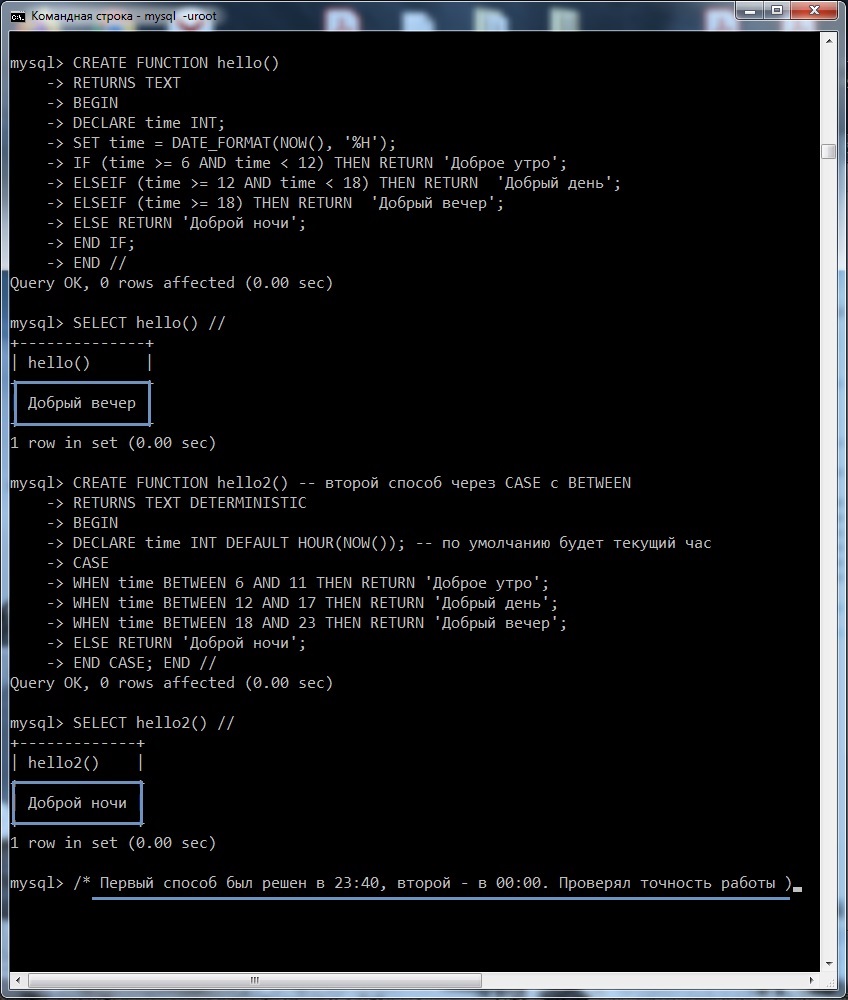 Командная строка - mysql  -uroot
mysql> CREATE FUNCTION hello()
    -> RETURNS TEXT
    -> BEGIN
    -> DECLARE time INT;
    -> SET time = DATE_FORMAT(NOW(), '%H');
    -> IF (time >= 6 AND time < 12) THEN RETURN 'Доброе утро';
    -> ELSEIF (time >= 12 AND time < 18) THEN RETURN  'Добрый день';
    -> ELSEIF (time >= 18) THEN RETURN  'Добрый вечер';
    -> ELSE RETURN 'Доброй ночи';
    -> END IF;
    -> END //
Query OK, 0 rows affected (0.00 sec)
mysql> SELECT hello() //
+--------------+
| hello()      |
Добрый вечер
1 row in set (0.00 sec)
mysql> CREATE FUNCTION hello2() -- второй способ через CASE с BETWEEN
    -> RETURNS TEXT DETERMINISTIC
    -> BEGIN
    -> DECLARE time INT DEFAULT HOUR(NOW()); -- по умолчанию будет текущий час
    -> CASE
    -> WHEN time BETWEEN 6 AND 11 THEN RETURN 'Доброе утро';
    -> WHEN time BETWEEN 12 AND 17 THEN RETURN 'Добрый день';
    -> WHEN time BETWEEN 18 AND 23 THEN RETURN 'Добрый вечер';
    -> ELSE RETURN 'Доброй ночи';
    -> END CASE; END //
Query OK, 0 rows affected (0.00 sec)
mysql> SELECT hello2() //
+-------------+
| hello2()    |
Доброй ночи
1 row in set (0.00 sec)
mysql> /* Первый способ был решен в 23:40, второй - в 00:00. Проверял точность работы )